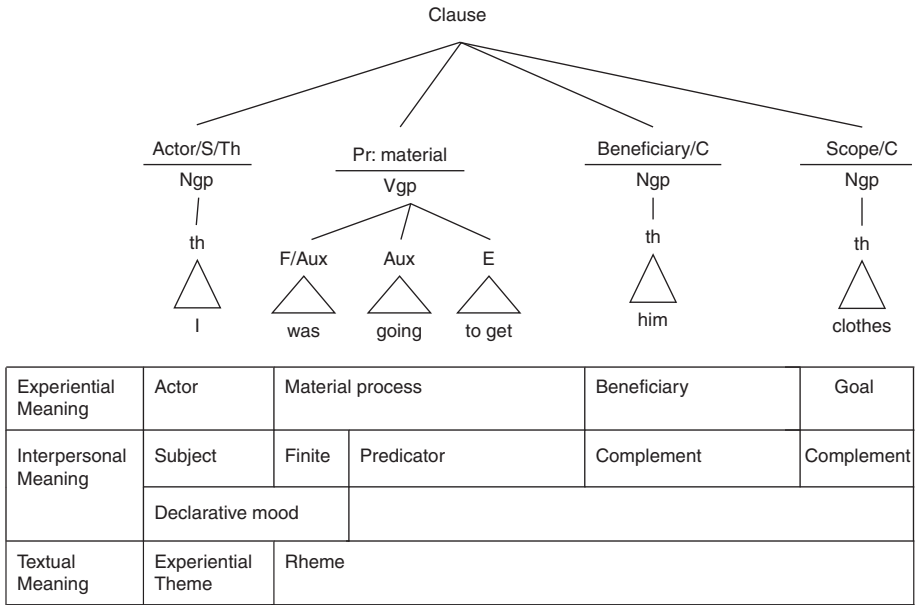 Clause
Actor/S/Th
Pr: material
Beneficiary/C
Scope/C
Ngp
Vgp
Ngp
Ngp
th
F/Aux
Aux
E
th
th
I
was
going
to get
him
clothes
Experiential
Meaning
Actor
Material process
Beneficiary
Goal
Interpersonal
Meaning
Subject
Finite
Predicator
Complement
Complement
Declarative mood
Textual
Meaning
Experiential
Theme
Rheme